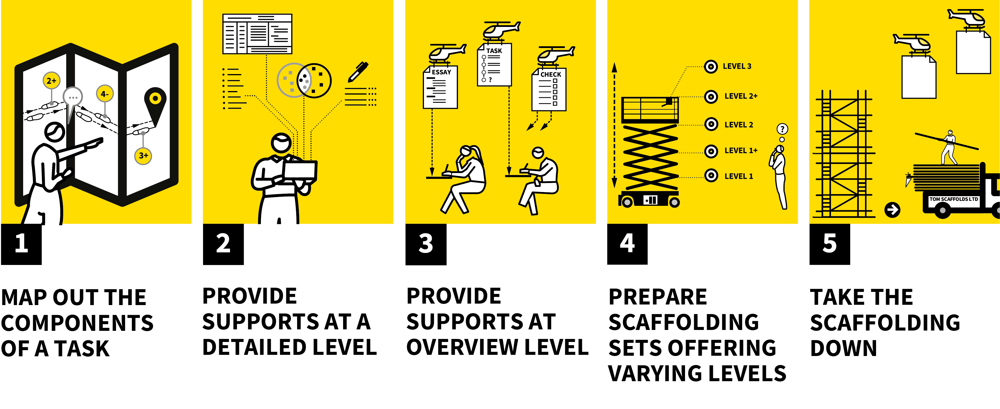 2+
...
4-
3+
1
MAP OUT THE
COMPONENTS
OF A TASK
2
PROVIDE
SUPPORTS AT A
DETAILED LEVEL
ESSAY
TASK
?
CHECK
3
PROVIDE
SUPPORTS AT
OVERVIEW LEVEL
LEVEL 3
LEVEL 2+
LEVEL 2
LEVEL 1+
LEVEL 1
?
4
PREPARE
SCAFFOLDING
SETS OFFERING
VARYING LEVELS
TOM SCAFFOLDS LTD
5
TAKE THE
SCAFFOLDING
DOWN